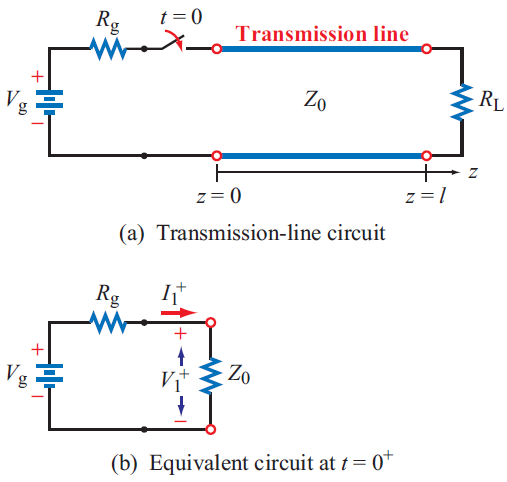 R_g
t = 0
Transmission line
+
V_g
−
Z_0
R_L
z
z = 0
z = l
(a) Transmission-line circuit
R_g
I_1^+
+
+
V_g
V_1^+
Z_0
−
−
(b) Equivalent circuit at t = 0^+